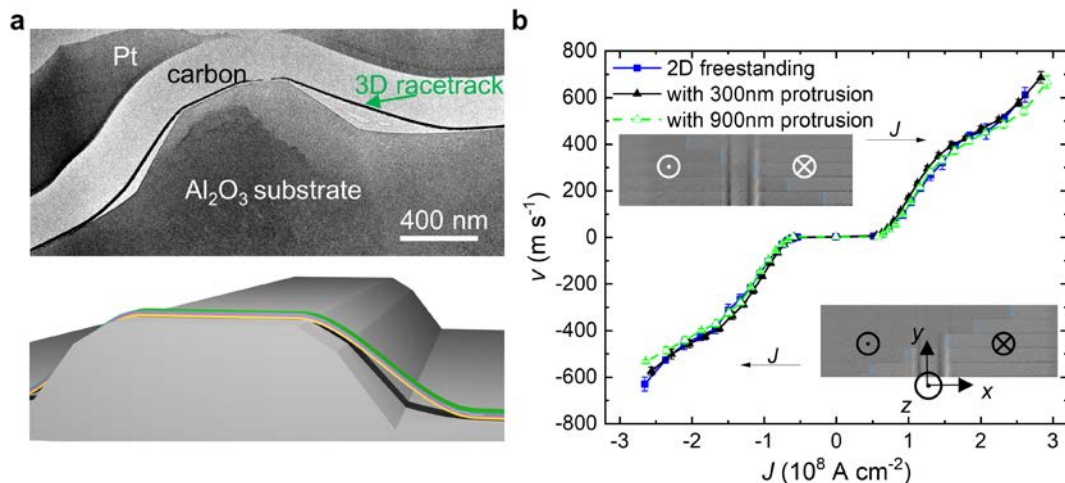 a
Pt
carbon
3D racetrack
Al₂O₃ substrate
400 nm
b
2D freestanding
with 300nm protrusion
with 900nm protrusion
J
J
y
z
x
v (m s⁻¹)
800
600
400
200
0
-200
-400
-600
-800
-3 -2 -1 0 1 2 3
J (10⁸ A cm⁻²)